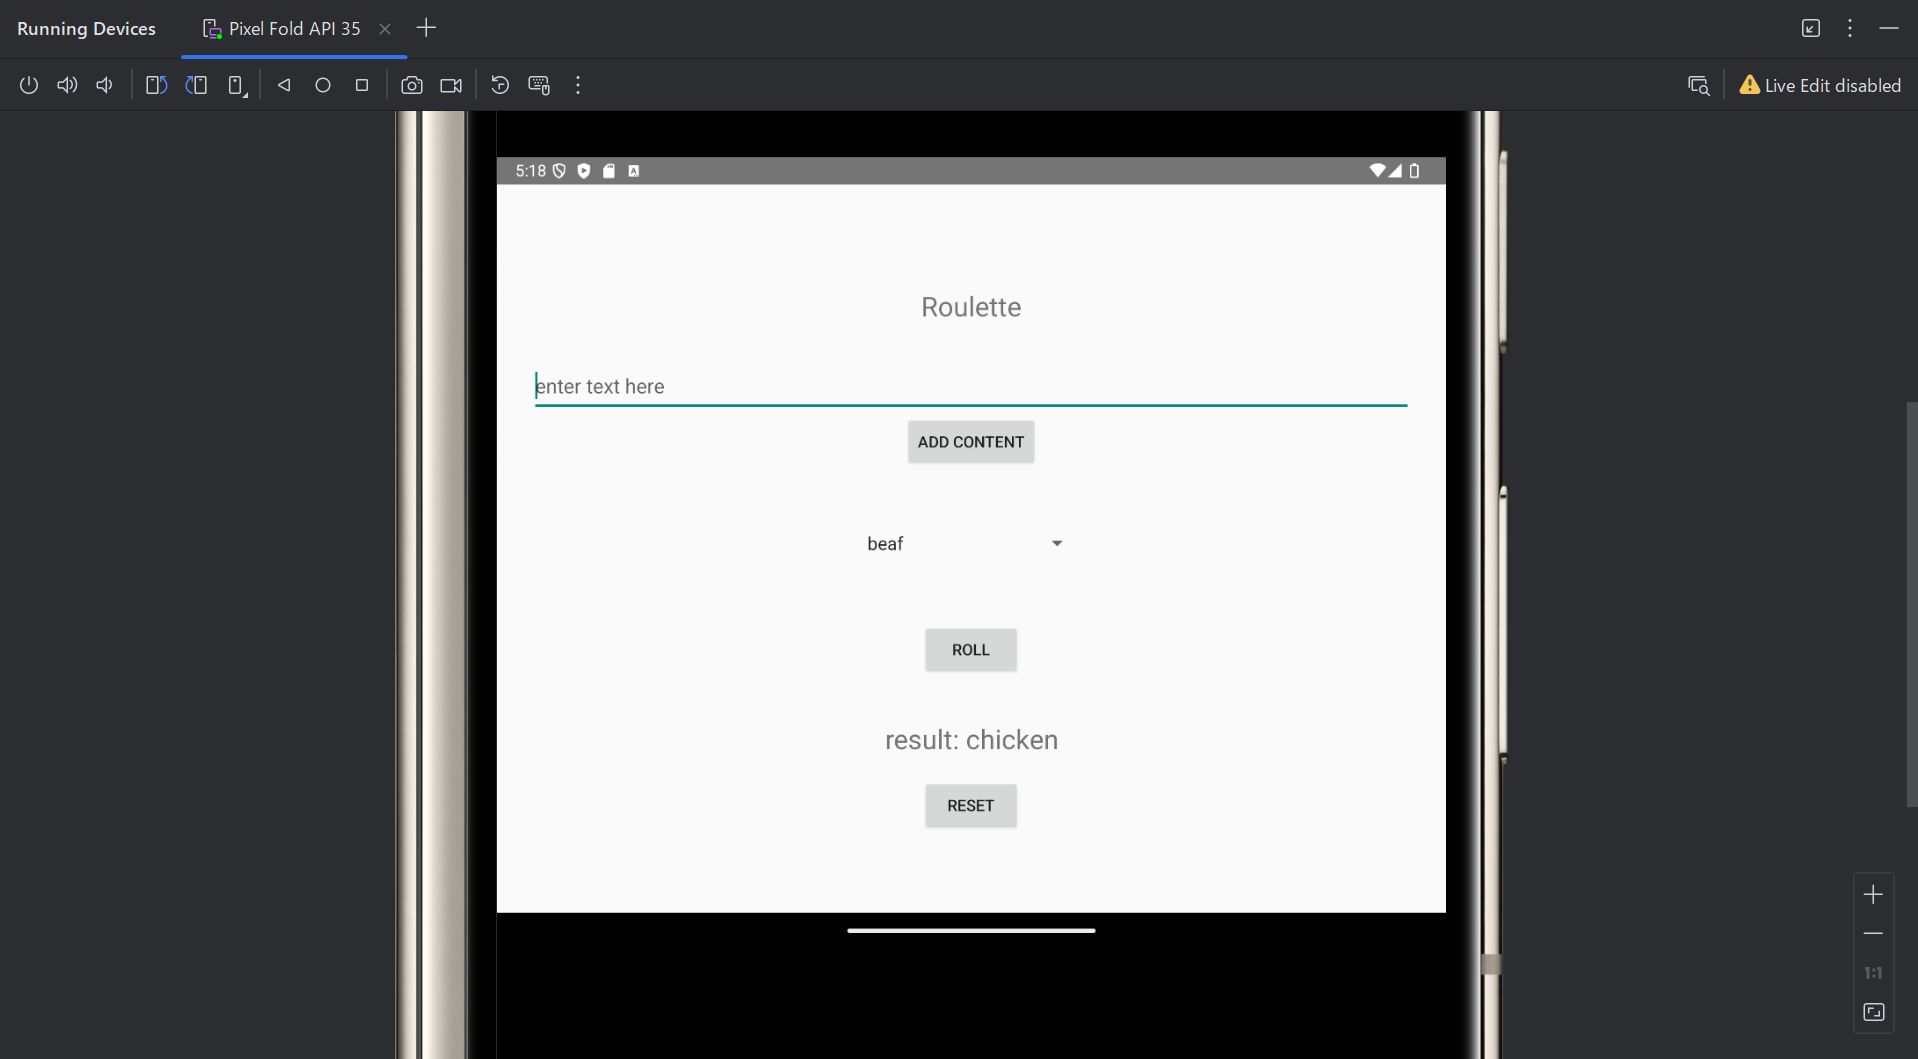 Running Devices
Pixel Fold API 35
Live Edit disabled
5:18
Roulette
enter text here
ADD CONTENT
beaf
ROLL
result: chicken
RESET
1:1